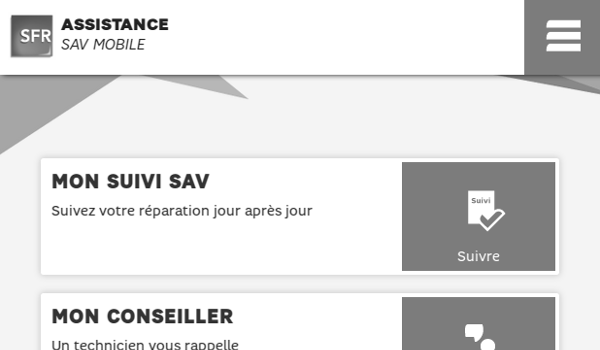 SFR
ASSISTANCE
SAV MOBILE
MON SUIVI SAV
Suivez votre réparation jour après jour
Suivi
Suivre
MON CONSEILLER
Un technicien vous rappelle